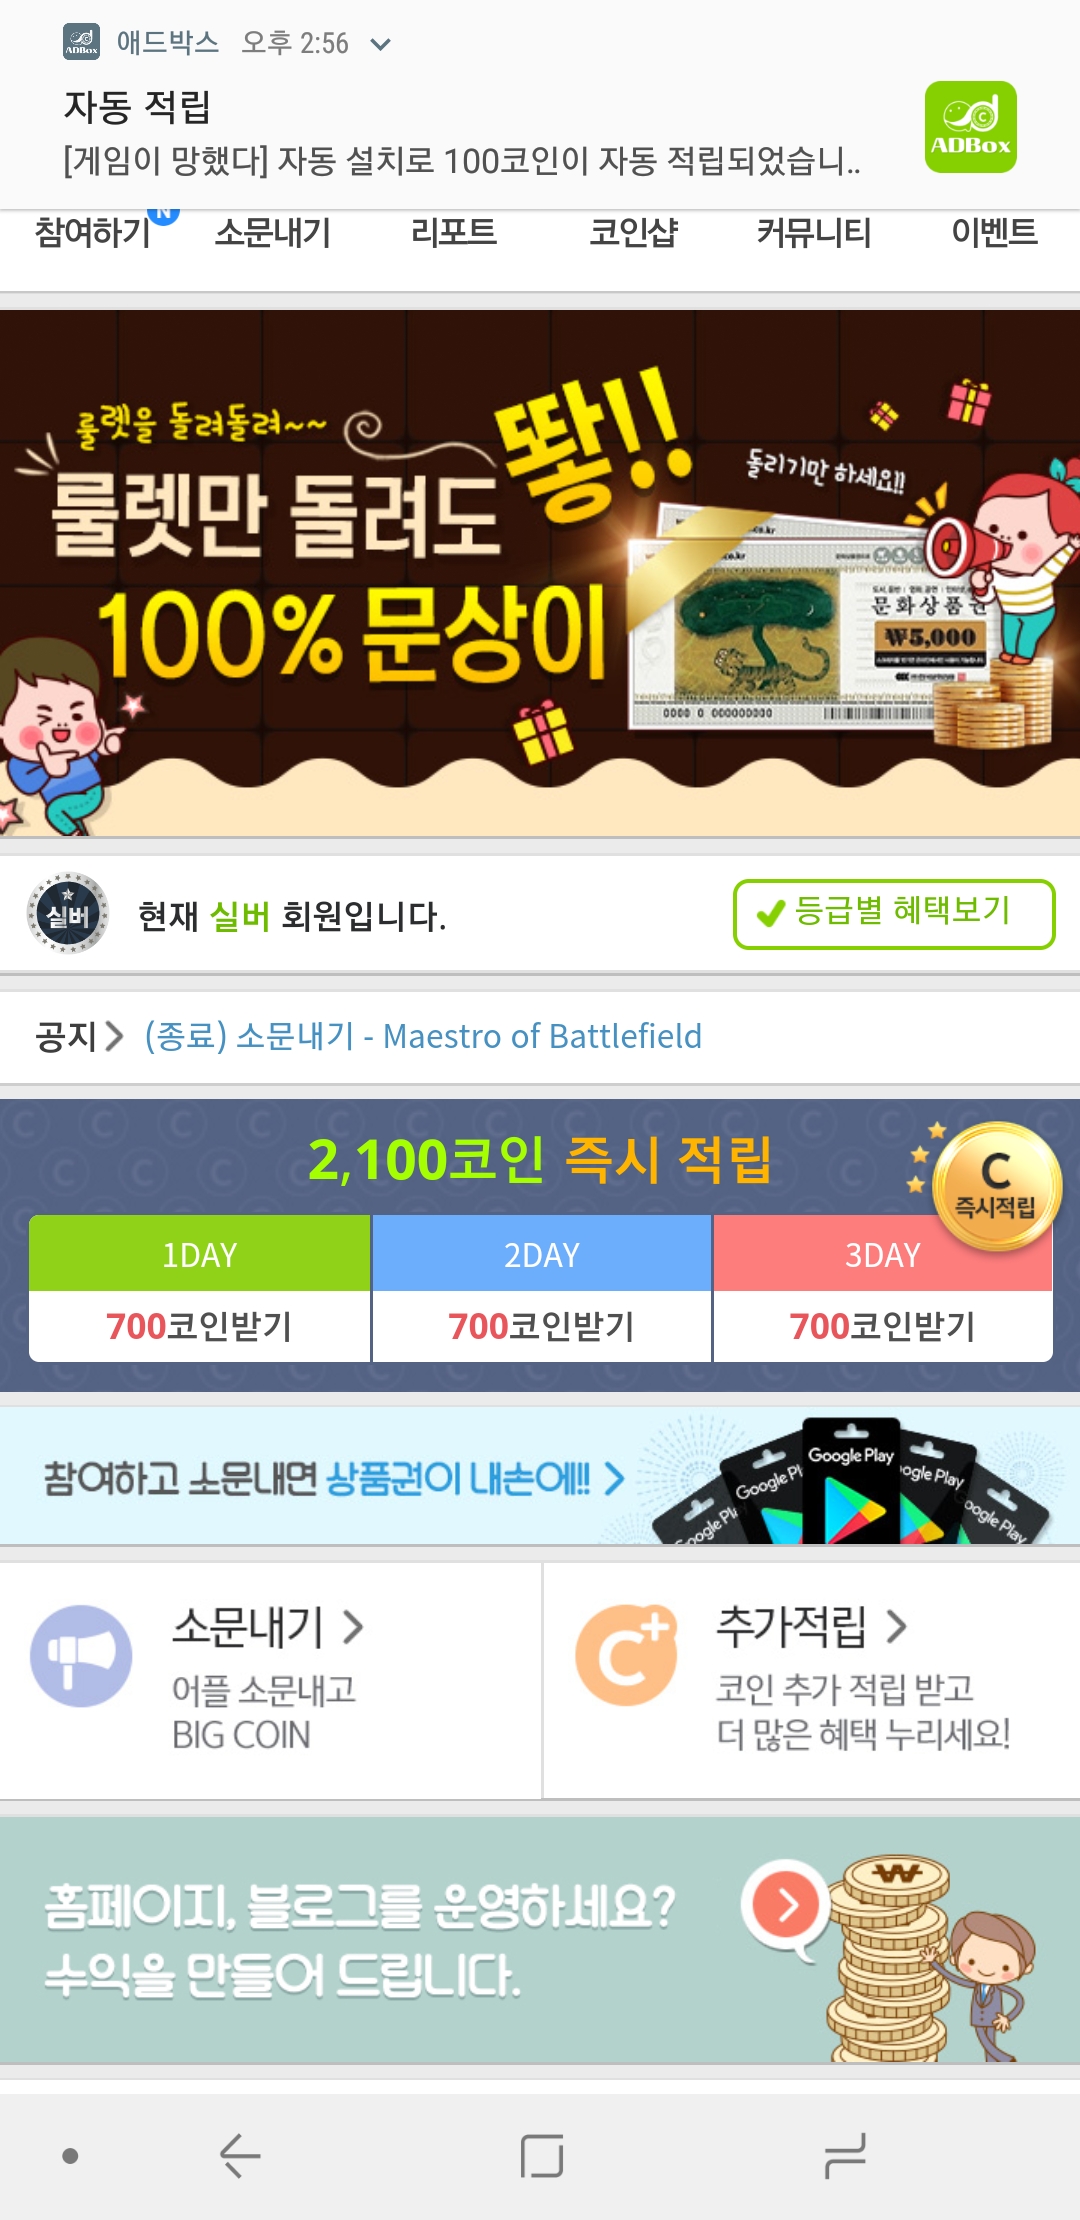 애드박스 오후 2:56
자동 적립
[게임이 망했다] 자동 설치로 100코인이 자동 적립되었습니..
ADBox
참여하기 소문내기 리포트 코인샵 커뮤니티 이벤트
N
룰렛을 돌려돌려~~
룰렛만 돌려도 똻!!
100% 문상이
돌리기만 하세요!!
문화상품권
₩5,000
0000 0 000000000
실버
현재 실버 회원입니다.
등급별 혜택보기
공지 (종료) 소문내기 - Maestro of Battlefield
2,100코인 즉시 적립
C
즉시적립
1DAY 2DAY 3DAY
700코인받기 700코인받기 700코인받기
참여하고 소문내면 상품권이 내손에!!
Google Play
소문내기
어플 소문내고
BIG COIN
추가적립
코인 추가 적립 받고
더 많은 혜택 누리세요!
홈페이지, 블로그를 운영하세요?
수익을 만들어 드립니다.
₩